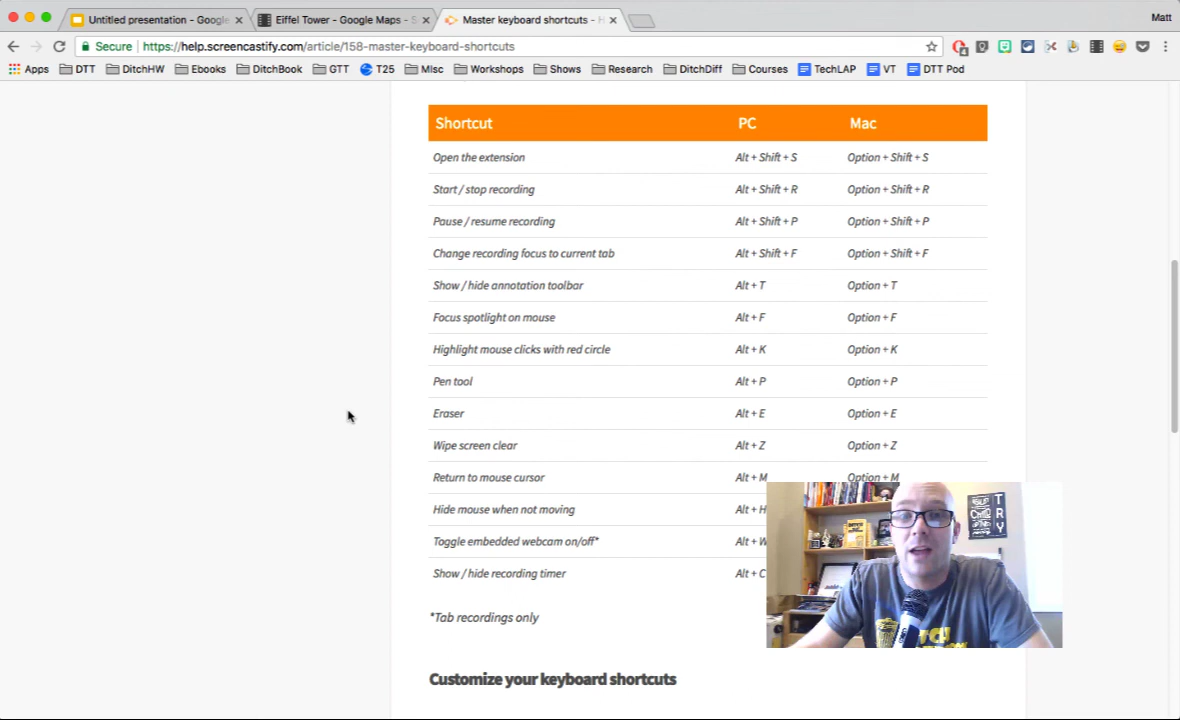 Untitled presentation - Google
Eiffel Tower - Google Maps - S
Master keyboard shortcuts - H
Matt
Secure
https://help.screencastify.com/article/158-master-keyboard-shortcuts
Apps DTT DitchHW Ebooks DitchBook GTT T25 MIsc Workshops Shows Research DitchDiff Courses TechLAP VT DTT Pod
Shortcut PC Mac
Open the extension Alt + Shift + S Option + Shift + S
Start / stop recording Alt + Shift + R Option + Shift + R
Pause / resume recording Alt + Shift + P Option + Shift + P
Change recording focus to current tab Alt + Shift + F Option + Shift + F
Show / hide annotation toolbar Alt + T Option + T
Focus spotlight on mouse Alt + F Option + F
Highlight mouse clicks with red circle Alt + K Option + K
Pen tool Alt + P Option + P
Eraser Alt + E Option + E
Wipe screen clear Alt + Z Option + Z
Return to mouse cursor Alt + M Option + M
Hide mouse when not moving Alt + H
Toggle embedded webcam on/off* Alt + W
Show / hide recording timer Alt + C
TRY
*Tab recordings only
Customize your keyboard shortcuts